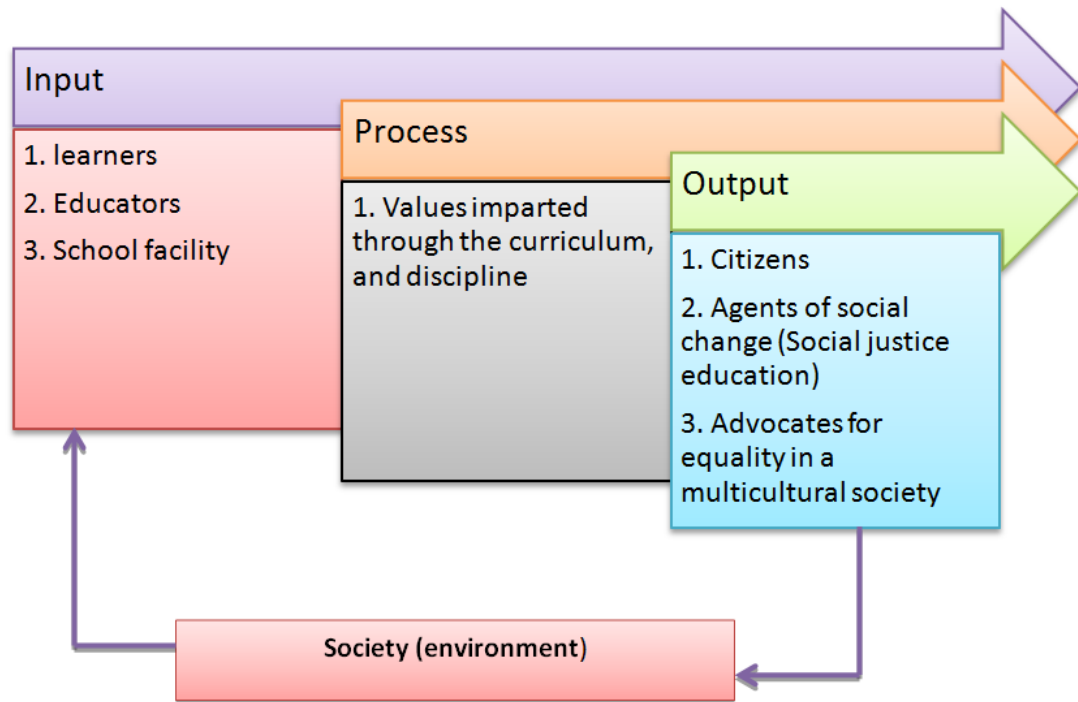 Input
1. learners
2. Educators
3. School facility
Process
1. Values imparted
through the curriculum,
and discipline
Output
1. Citizens
2. Agents of social
change (Social justice
education)
3. Advocates for
equality in a
multicultural society
Society (environment)